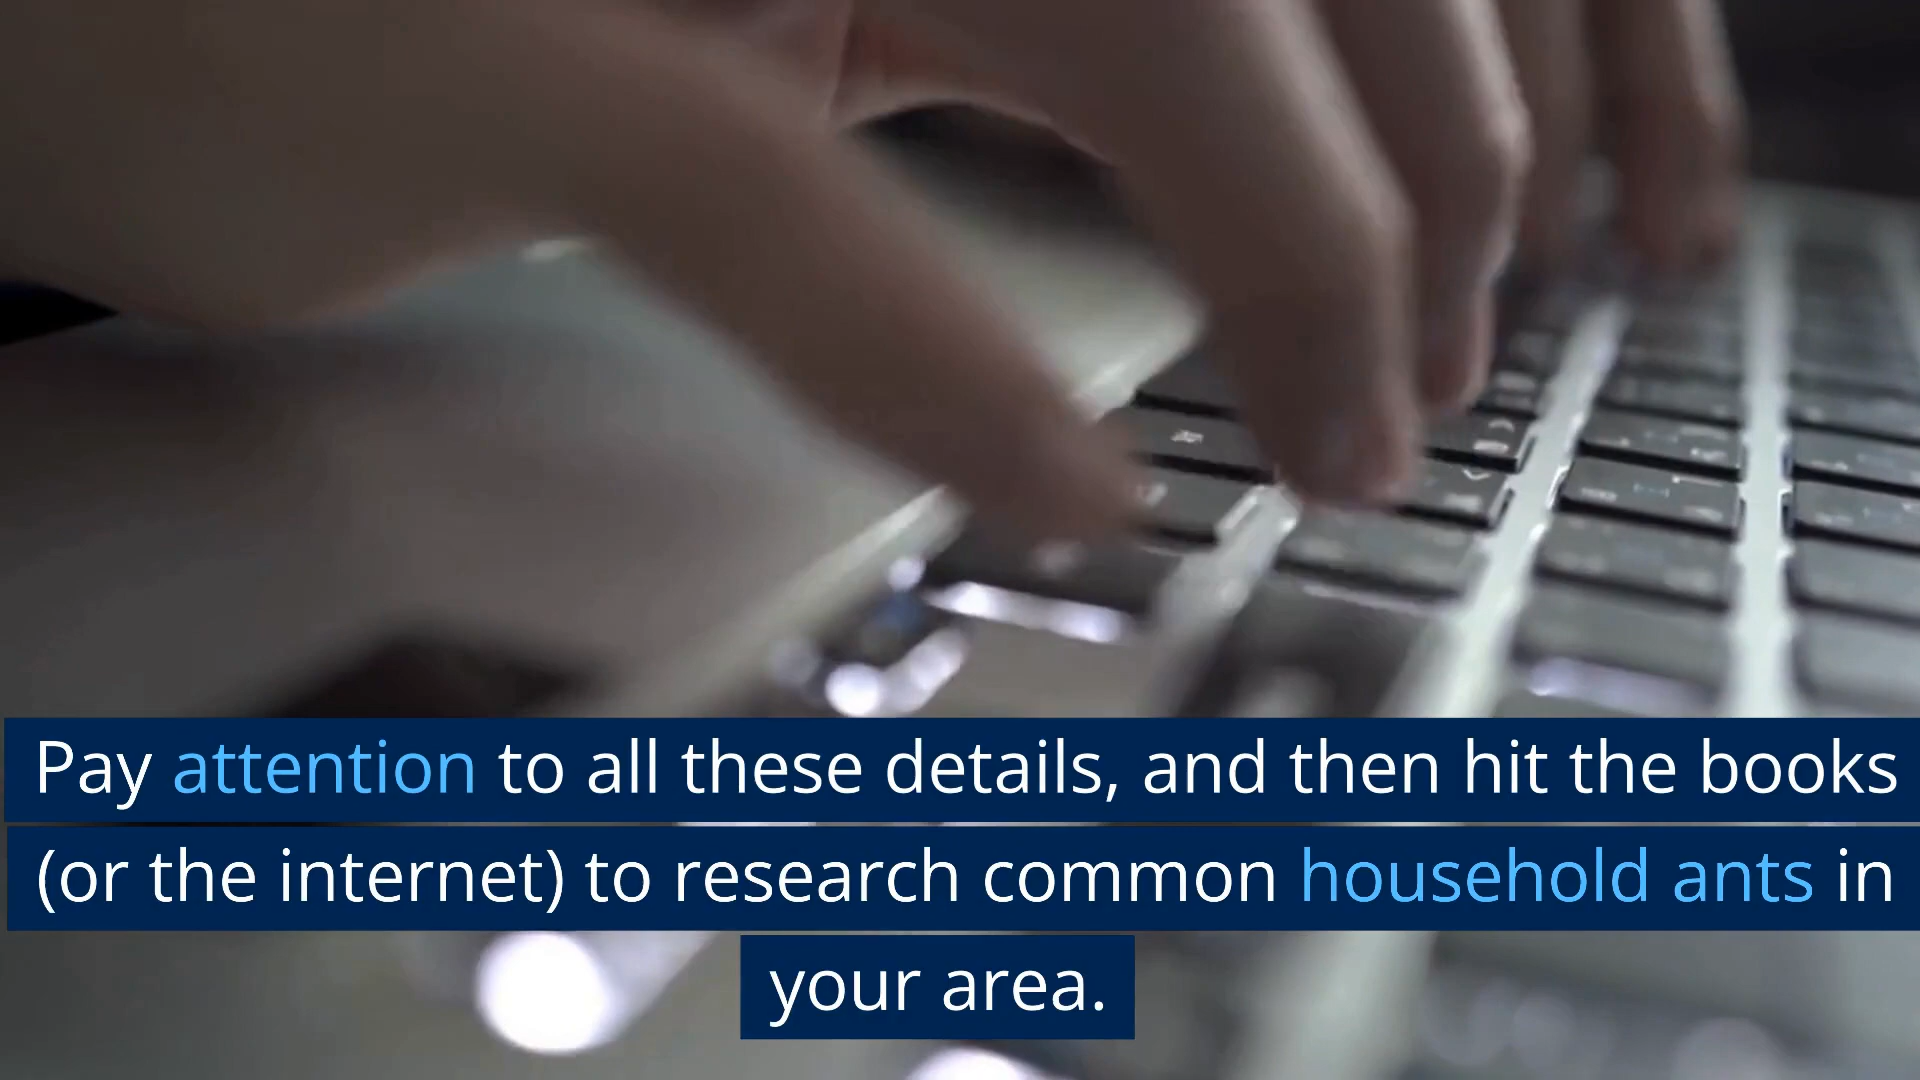 Pay attention to all these details, and then hit the books
(or the internet) to research common household ants in
your area.